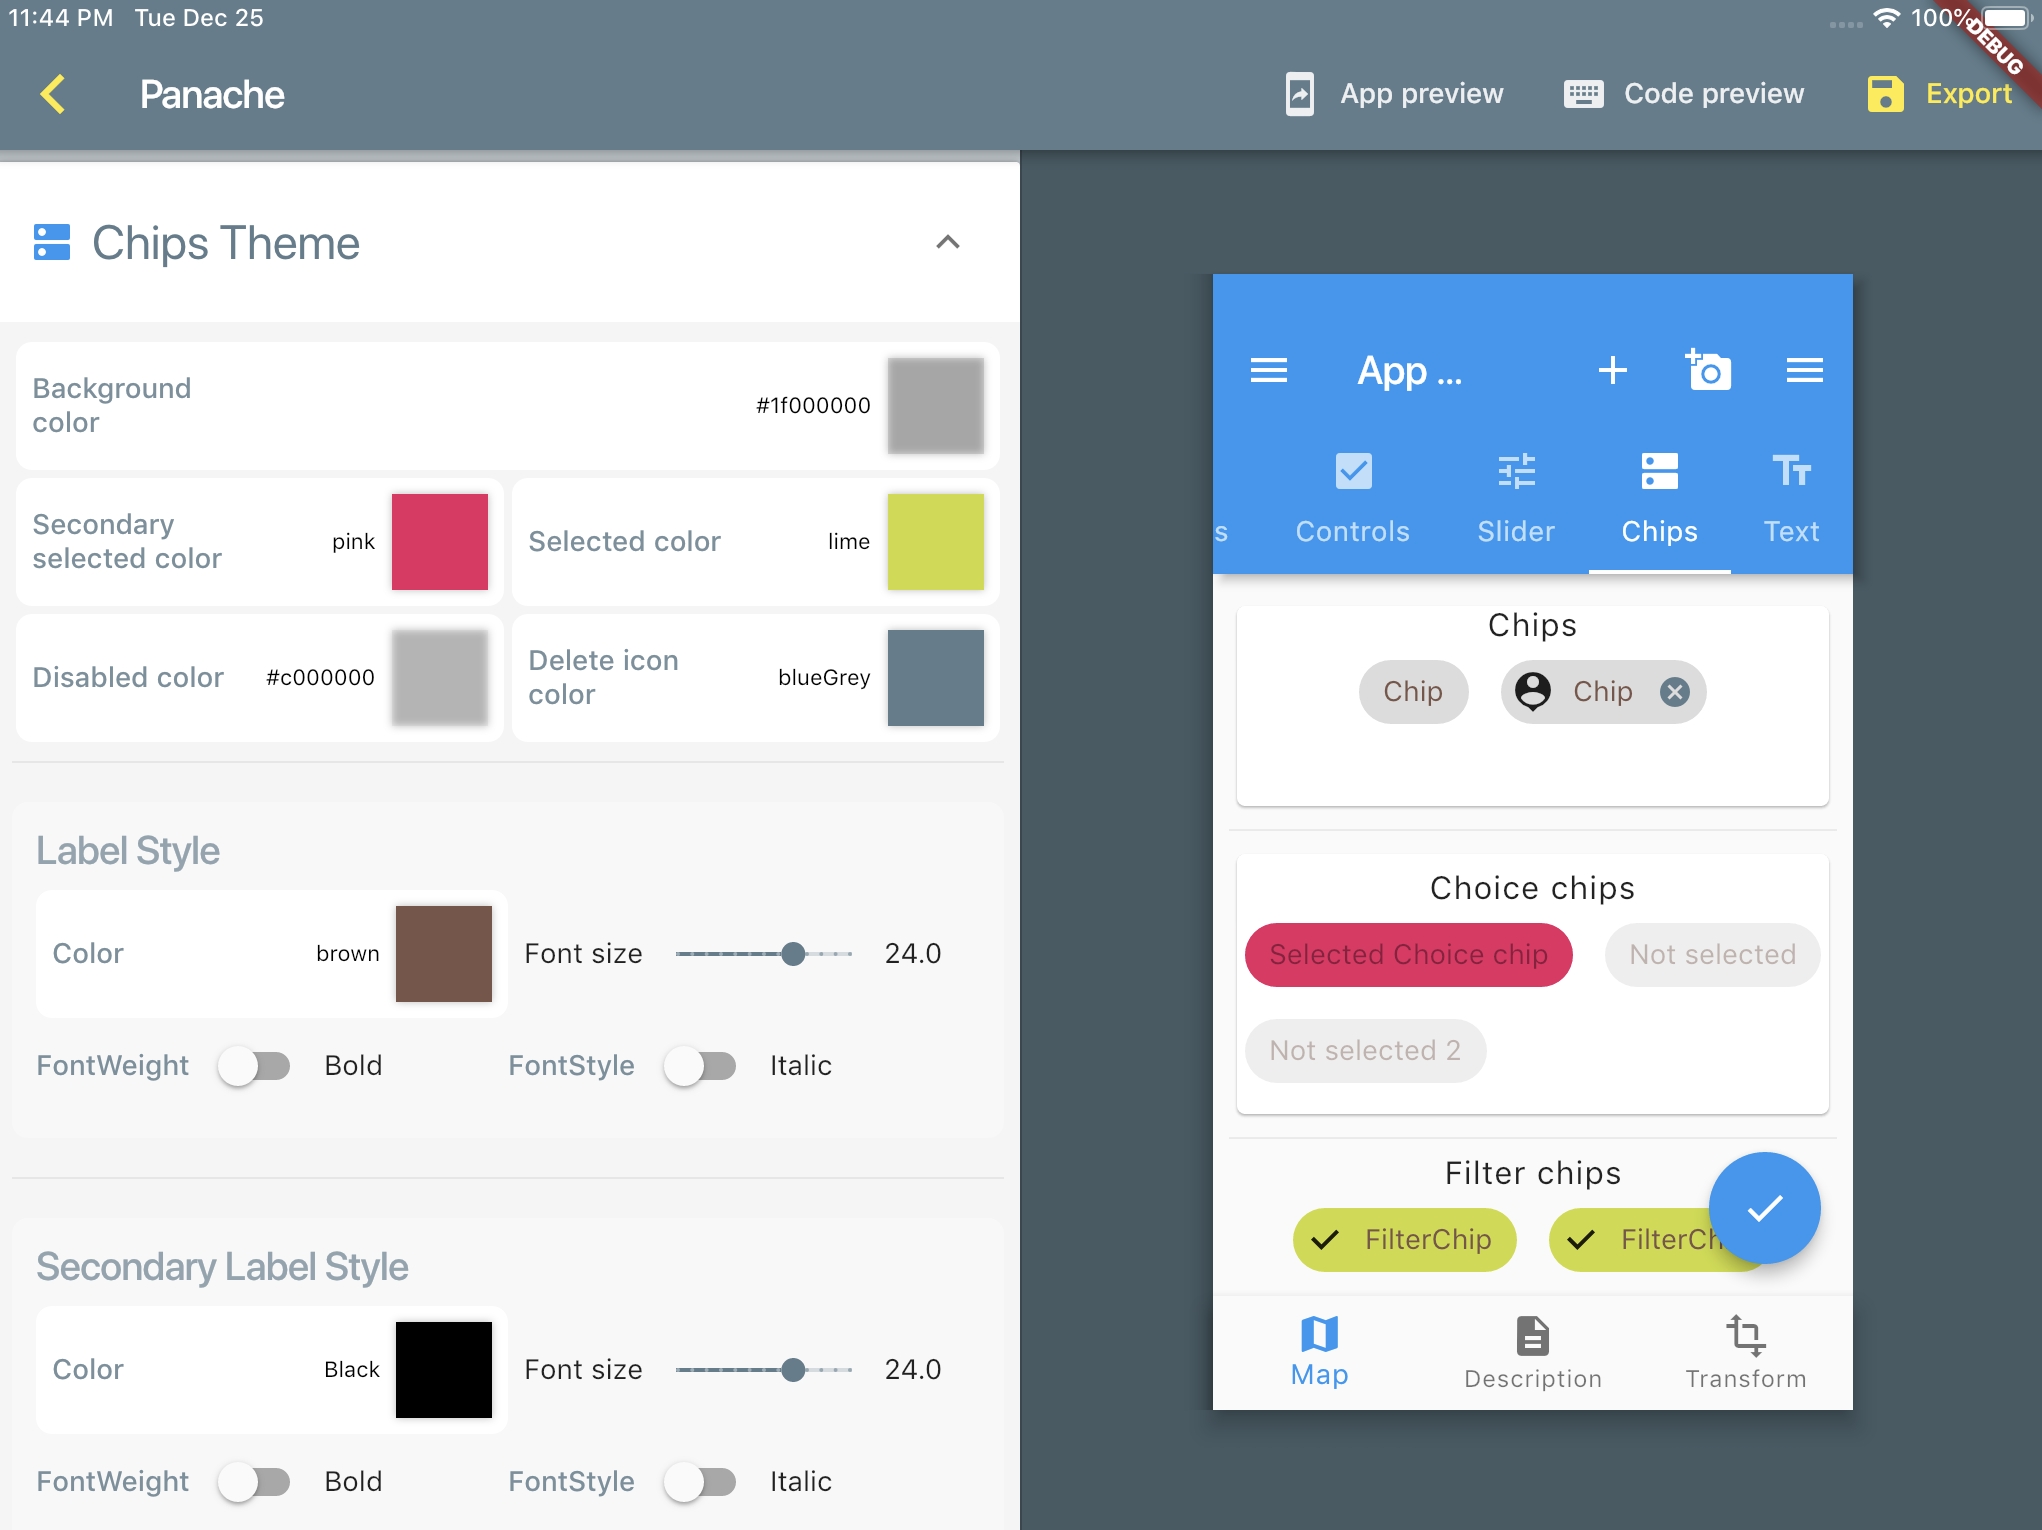 11:44 PM Tue Dec 25
100%
DEBUG
Panache
App preview
Code preview
Export
Chips Theme
Background
color
#1f000000
Secondary
selected color
pink
Selected color
lime
Disabled color
#c000000
Delete icon
color
blueGrey
Label Style
Color
brown
Font size
24.0
FontWeight
Bold
FontStyle
Italic
Secondary Label Style
Color
Black
Font size
24.0
FontWeight
Bold
FontStyle
Italic
App ...
s
Controls
Slider
Chips
Text
Chips
Chip
Chip
Choice chips
Selected Choice chip
Not selected
Not selected 2
Filter chips
FilterChip
FilterCh
Map
Description
Transform